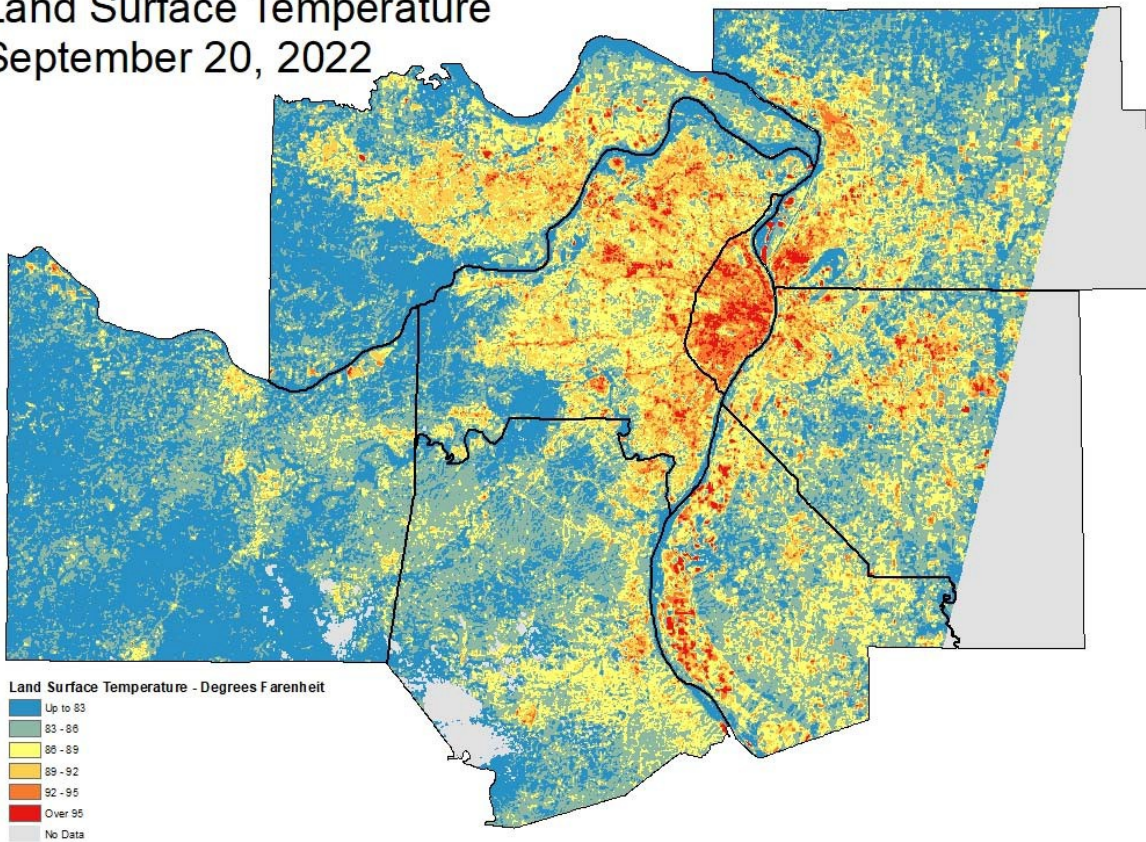 Land Surface Temperature
September 20, 2022
Land Surface Temperature - Degrees Farenheit
Up to 83
83 - 86
86 - 89
89 - 92
92 - 95
Over 95
No Data